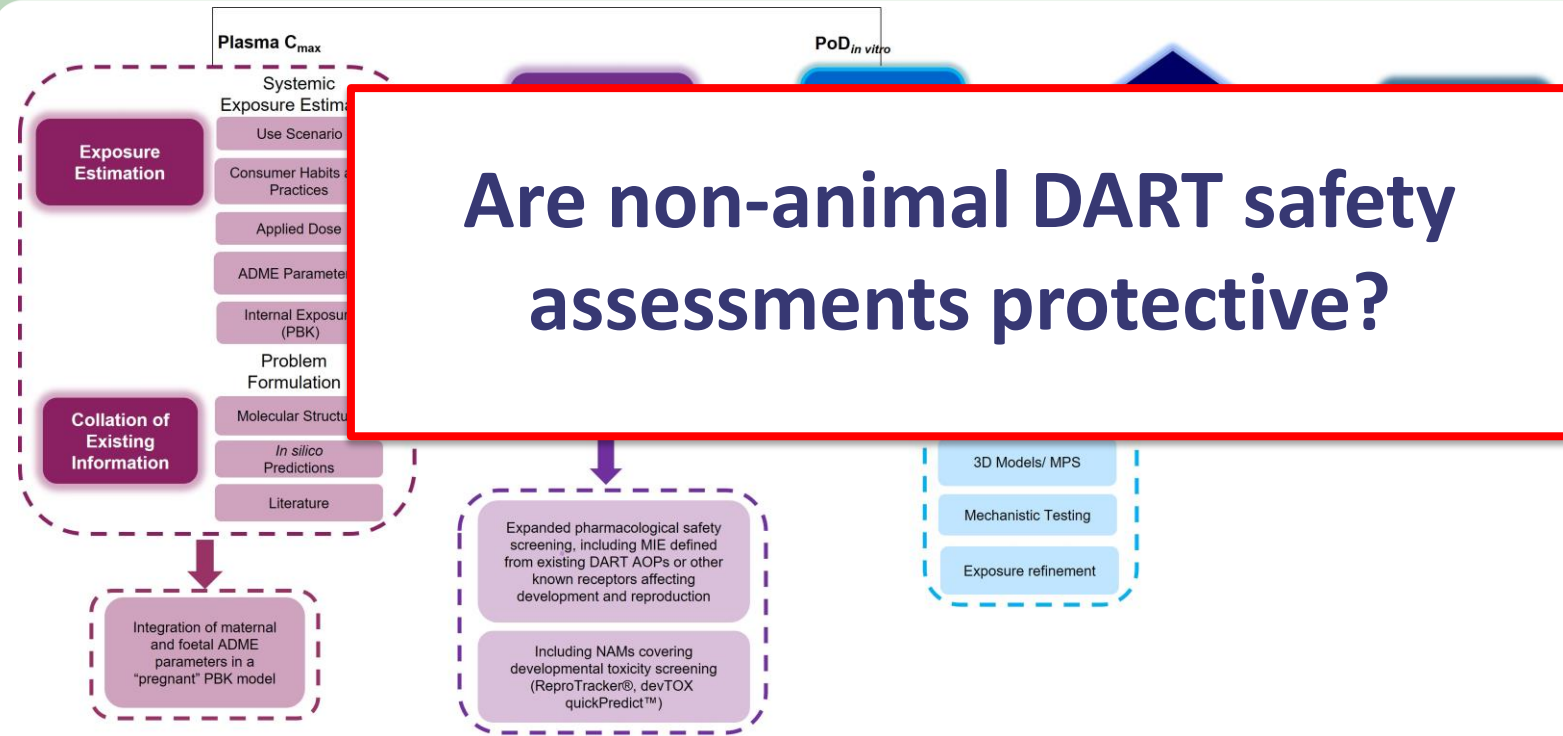 Plasma Cmax
PoDin vitro
Systemic
Exposure Estima
Exposure
Estimation
Use Scenario
Consumer Habits a
Practices
Applied Dose
ADME Parameter
Internal Exposur
(PBK)
Problem
Formulation
Collation of
Existing
Information
Molecular Structu
In silico
Predictions
Literature
Are non-animal DART safety
assessments protective?
Integration of maternal
and foetal ADME
parameters in a
“pregnant” PBK model
Expanded pharmacological safety
screening, including MIE defined
from existing DART AOPs or other
known receptors affecting
development and reproduction
Including NAMs covering
developmental toxicity screening
(ReproTracker®, devTOX
quickPredict™)
3D Models/ MPS
Mechanistic Testing
Exposure refinement